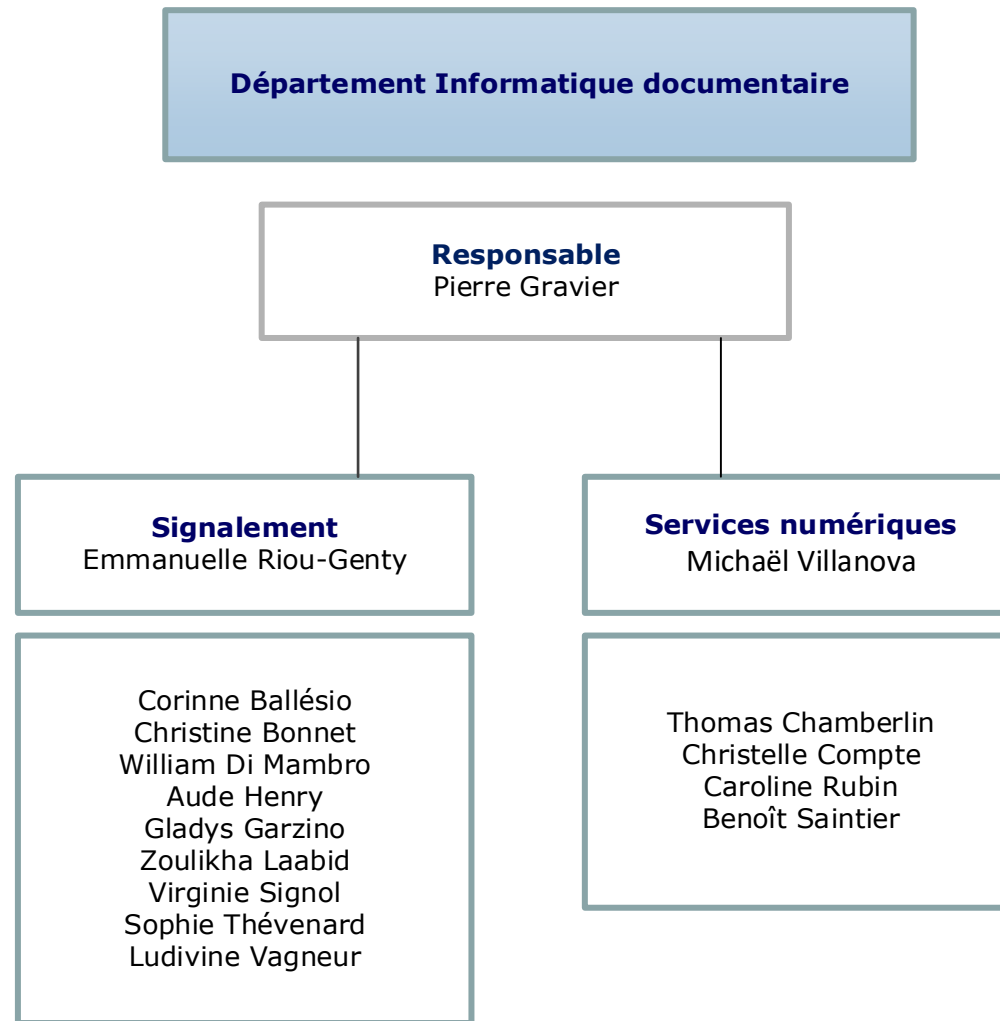 Département Informatique documentaire
Responsable
Pierre Gravier
Signalement
Emmanuelle Riou-Genty
Services numériques
Michaël Villanova
Corinne Ballésio
Christine Bonnet
William Di Mambro
Aude Henry
Gladys Garzino
Zoulikha Laabid
Virginie Signol
Sophie Thévenard
Ludivine Vagneur
Thomas Chamberlin
Christelle Compte
Caroline Rubin
Benoît Saintier